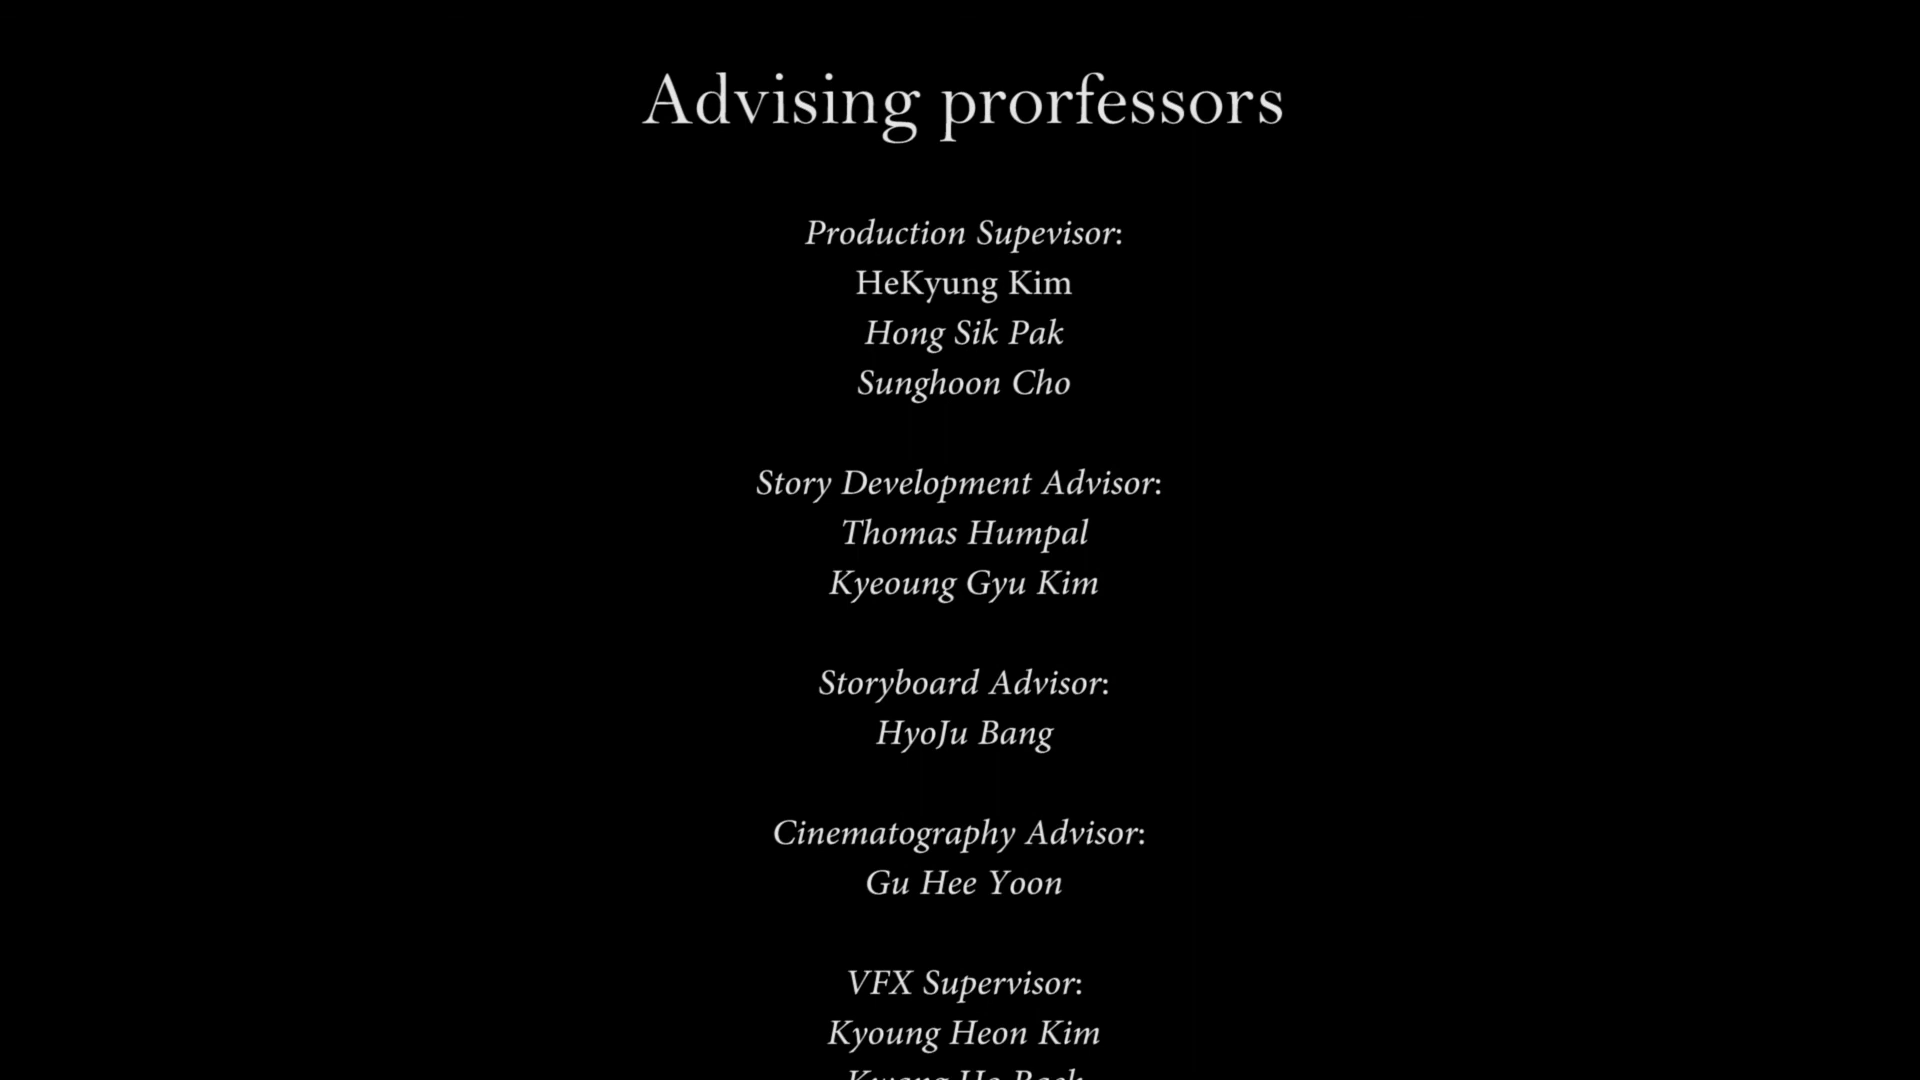 Advising prorfessors
Production Supevisor:
HeKyung Kim
Hong Sik Pak
Sunghoon Cho
Story Development Advisor:
Thomas Humpal
Kyeoung Gyu Kim
Storyboard Advisor:
HyoJu Bang
Cinematography Advisor:
Gu Hee Yoon
VFX Supervisor:
Kyoung Heon Kim